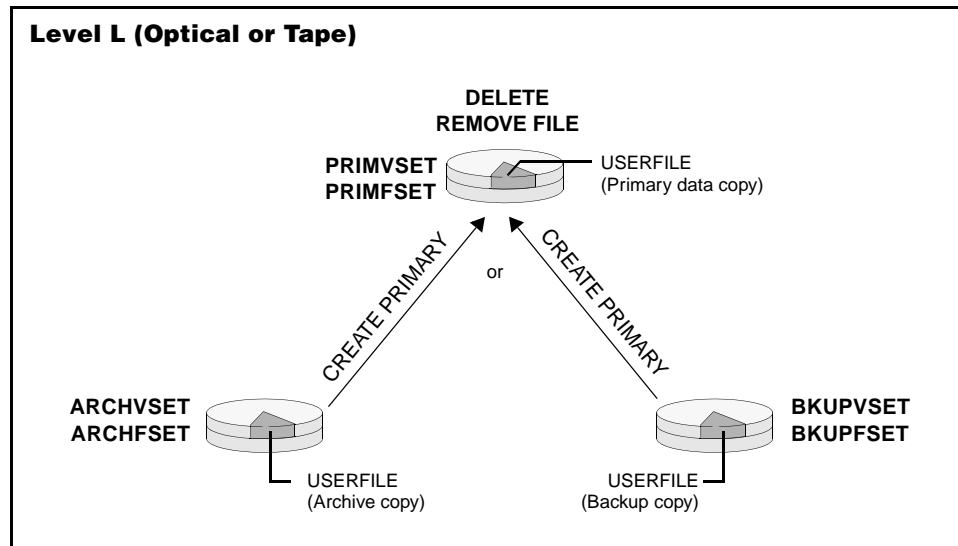 Level L (Optical or Tape)
DELETE
REMOVE FILE
PRIMVSET
PRIMFSET
USERFILE
(Primary data copy)
CREATE PRIMARY
or
CREATE PRIMARY
ARCHVSET
ARCHFSET
USERFILE
(Archive copy)
BKUPVSET
BKUPFSET
USERFILE
(Backup copy)